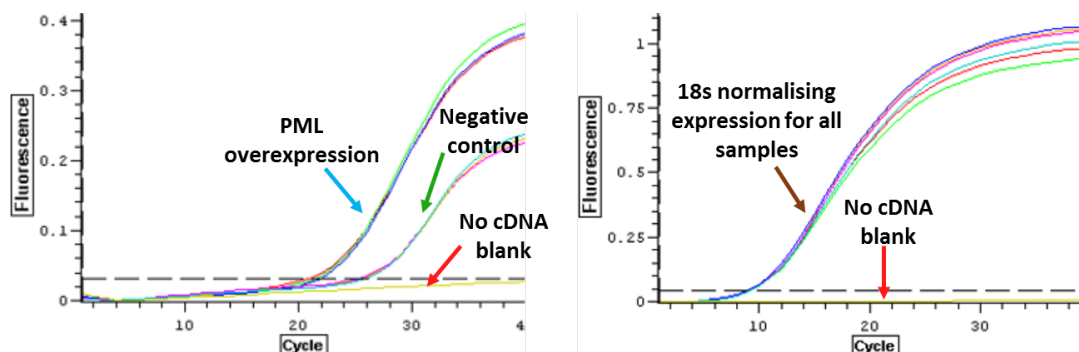 0.4
0.3
0.2
0.1
0
Fluorescence
10
20
30
4
Cycle
PML
overexpression
Negative
control
No cDNA
blank
1
0.75
0.5
0.25
0
Fluorescence
10
20
30
Cycle
18s normalising
expression for all
samples
No cDNA
blank